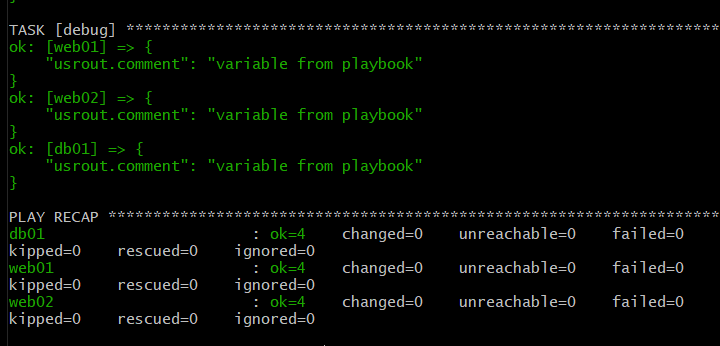 }
TASK [debug] ******************************************************************
ok: [web01] => {
    "usrout.comment": "variable from playbook"
}
ok: [web02] => {
    "usrout.comment": "variable from playbook"
}
ok: [db01] => {
    "usrout.comment": "variable from playbook"
}
PLAY RECAP ********************************************************************
db01                       : ok=4    changed=0    unreachable=0    failed=0
kipped=0    rescued=0    ignored=0
web01                      : ok=4    changed=0    unreachable=0    failed=0
kipped=0    rescued=0    ignored=0
web02                      : ok=4    changed=0    unreachable=0    failed=0
kipped=0    rescued=0    ignored=0